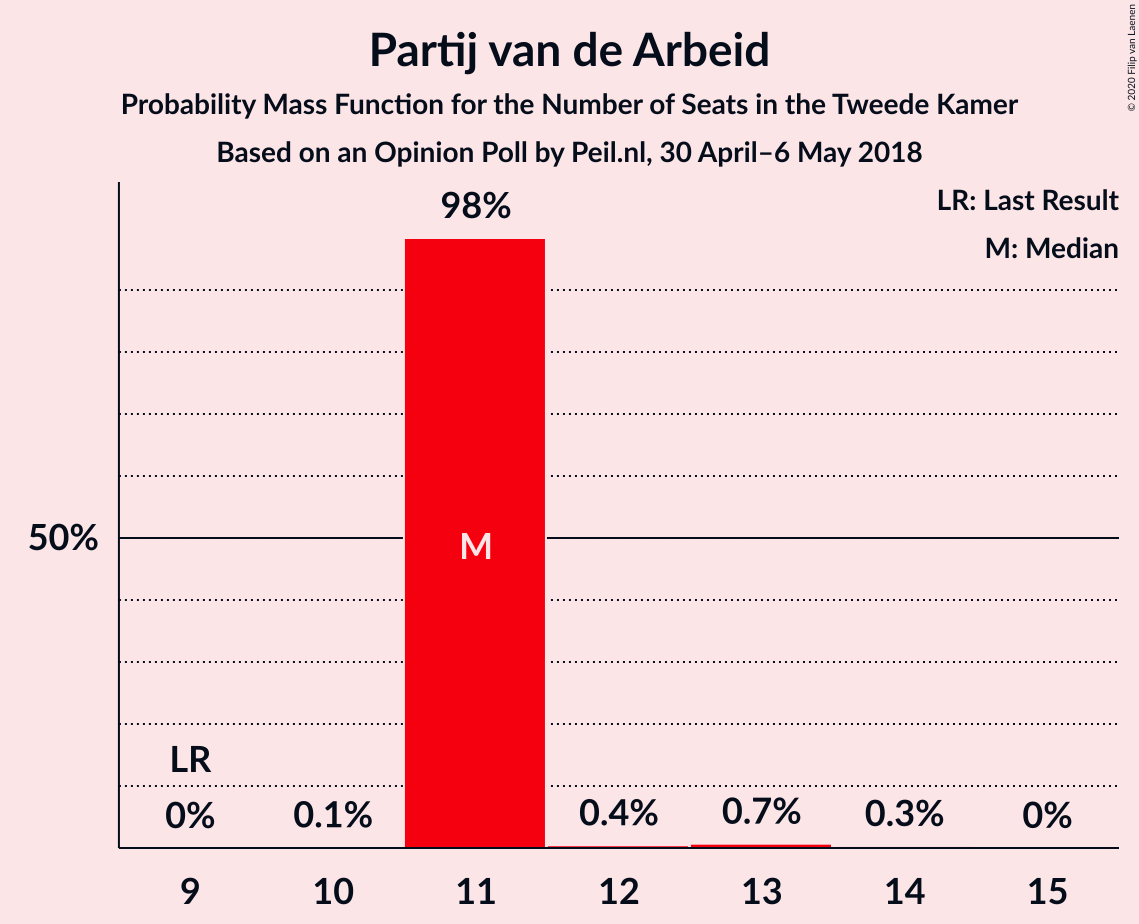 Partij van de Arbeid
Probability Mass Function for the Number of Seats in the Tweede Kamer
Based on an Opinion Poll by Peil.nl, 30 April–6 May 2018
© 2020 Filip van Laenen
LR: Last Result
M: Median
98%
50%
M
LR
0%
0.1%
0.4%
0.7%
0.3%
0%
9
10
11
12
13
14
15